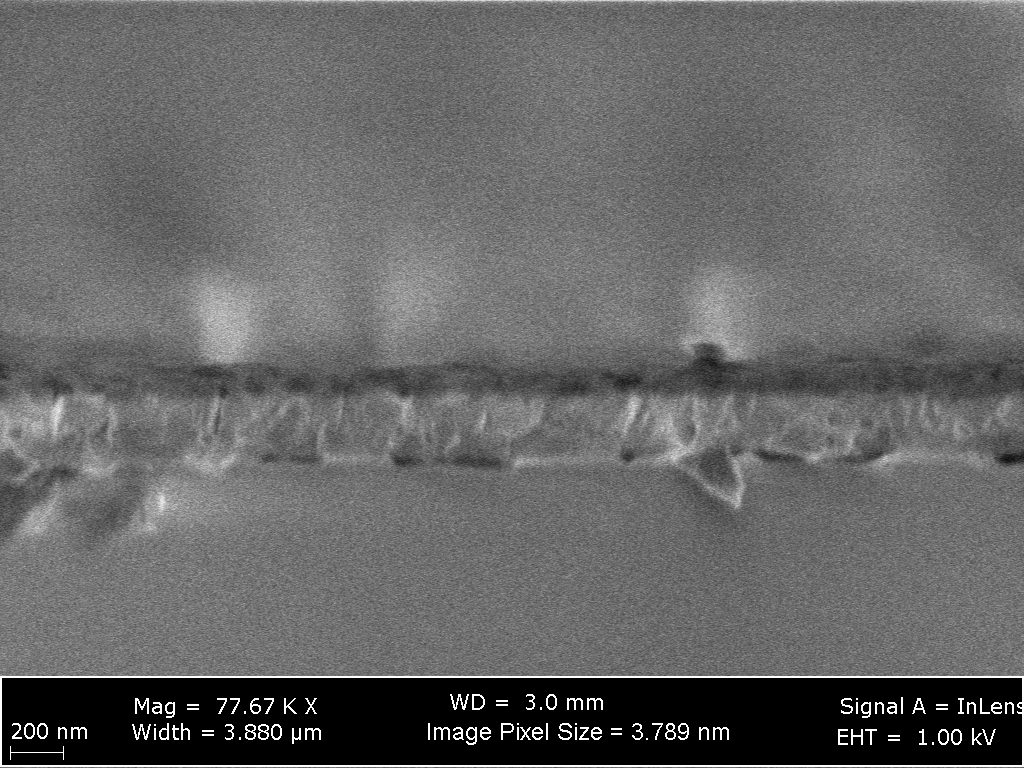 Mag = 77.67 K X
WD = 3.0 mm
Signal A = InLens
200 nm
Width = 3.880 µm
Image Pixel Size = 3.789 nm
EHT = 1.00 kV